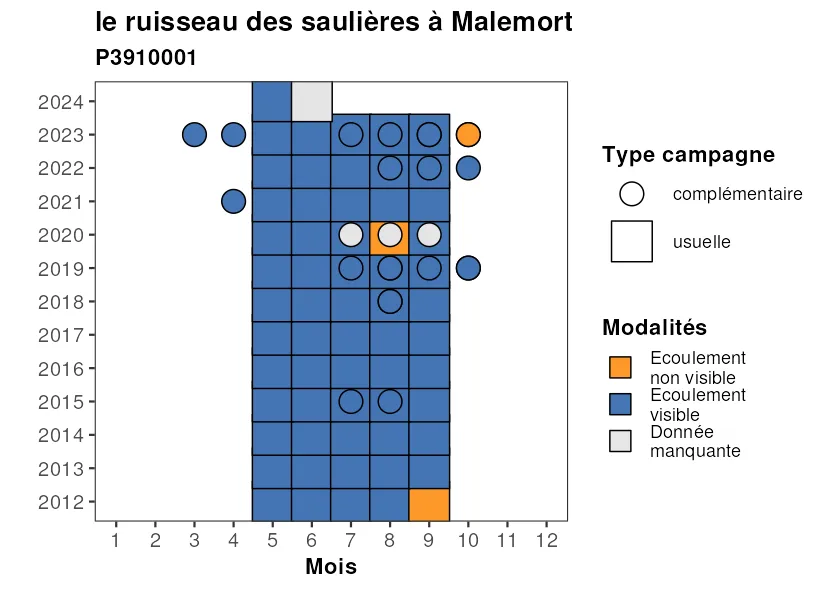 le ruisseau des saulières à Malemort
P3910001
2024
2023
2022
2021
2020
2019
2018
2017
2016
2015
2014
2013
2012
1 2 3 4 5 6 7 8 9 10 11 12
Mois
Type campagne
complémentaire
usuelle
Modalités
Ecoulement
non visible
Ecoulement
visible
Donnée
manquante